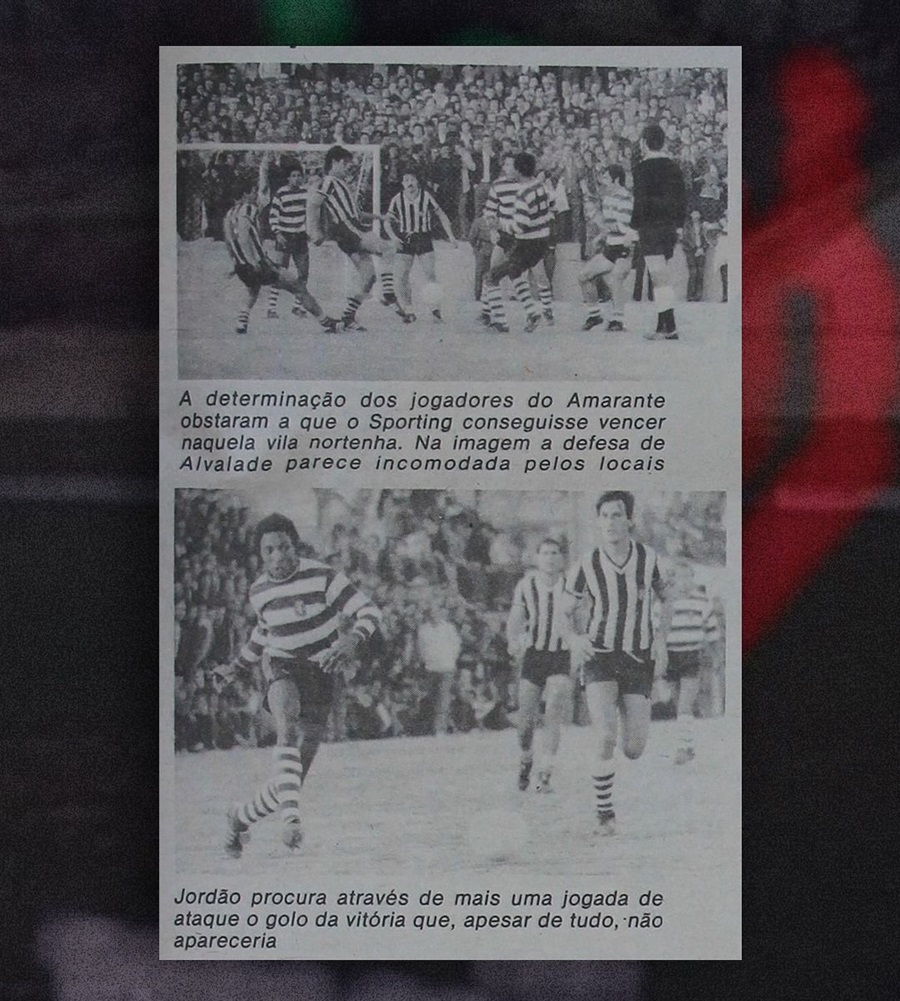 A determinação dos jogadores do Amarante
obstaram a que o Sporting conseguisse vencer
naquela vila nortenha. Na imagem a defesa de
Alvalade parece incomodada pelos locais
Jordão procura através de mais uma jogada de
ataque o golo da vitória que, apesar de tudo, não
apareceria